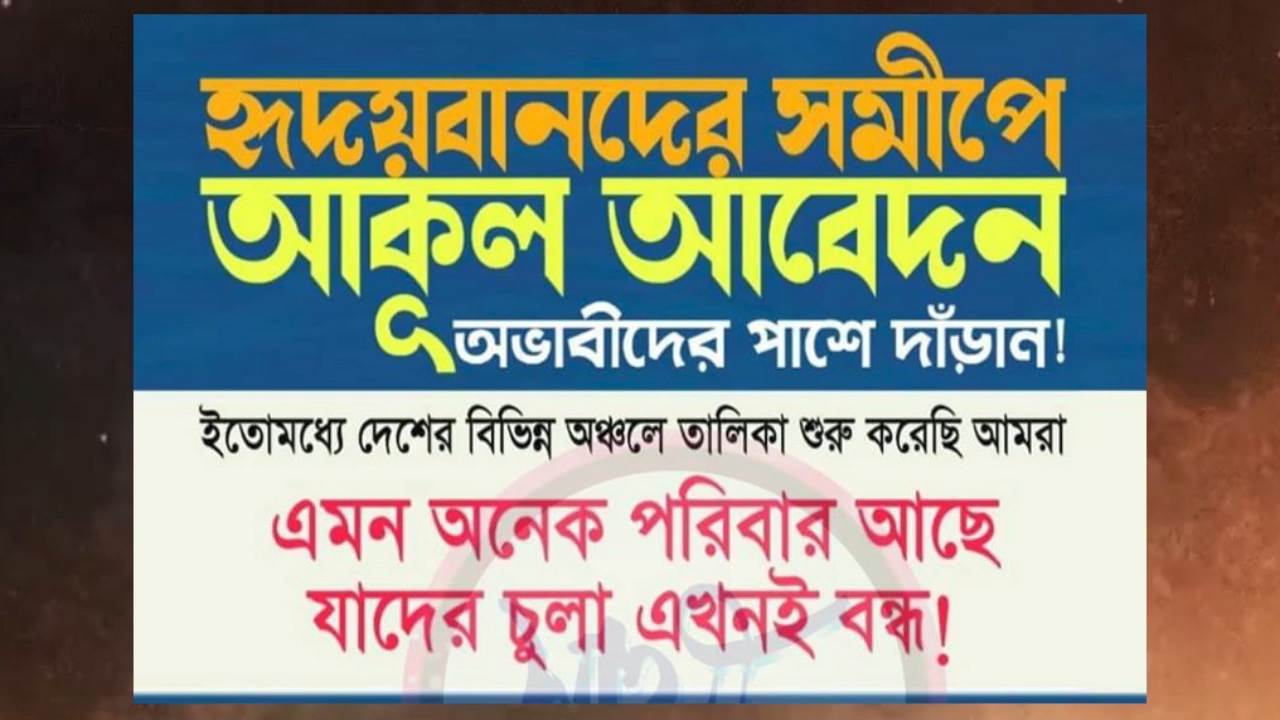 হৃদয়বানদের সমীপে
আকূল আবেদন
অভাবীদের পাশে দাঁড়ান!
ইতোমধ্যে দেশের বিভিন্ন অঞ্চলে তালিকা শুরু করেছি আমরা
এমন অনেক পরিবার আছে
যাদের চুলা এখনই বন্ধ!